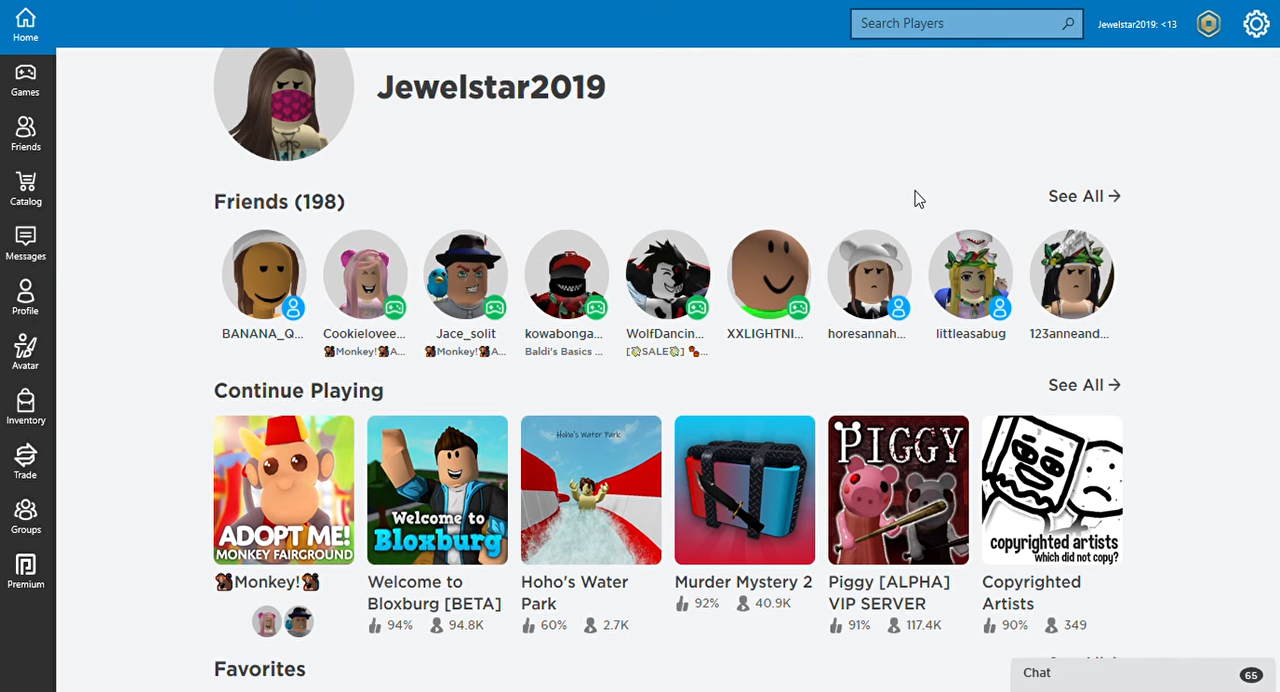 Home
Search Players
Jewelstar2019: <13
Games
Friends
Catalog
Messages
Profile
Avatar
Inventory
Trade
Groups
Premium
Jewelstar2019
Friends (198)
See All →
BANANA_Q...
Cookielovee...
Jace_solit
kowabonga...
WolfDancin...
XXLIGHTNI...
horesannah...
littleasabug
123anneand...
🐒Monkey!🐒A...
🐒Monkey!🐒A...
Baldi's Basics ...
[💸SALE💸] ...
Continue Playing
See All →
ADOPT ME!
MONKEY FAIRGROUND
Welcome to
Bloxburg
Hoho's Water Park
PIGGY
copyrighted artists
which did not copy?
🐒Monkey!🐒
Welcome to
Bloxburg [BETA]
94% 94.8K
Hoho's Water
Park
60% 2.7K
Murder Mystery 2
92% 40.9K
Piggy [ALPHA]
VIP SERVER
91% 117.4K
Copyrighted
Artists
90% 349
Favorites
Chat
65